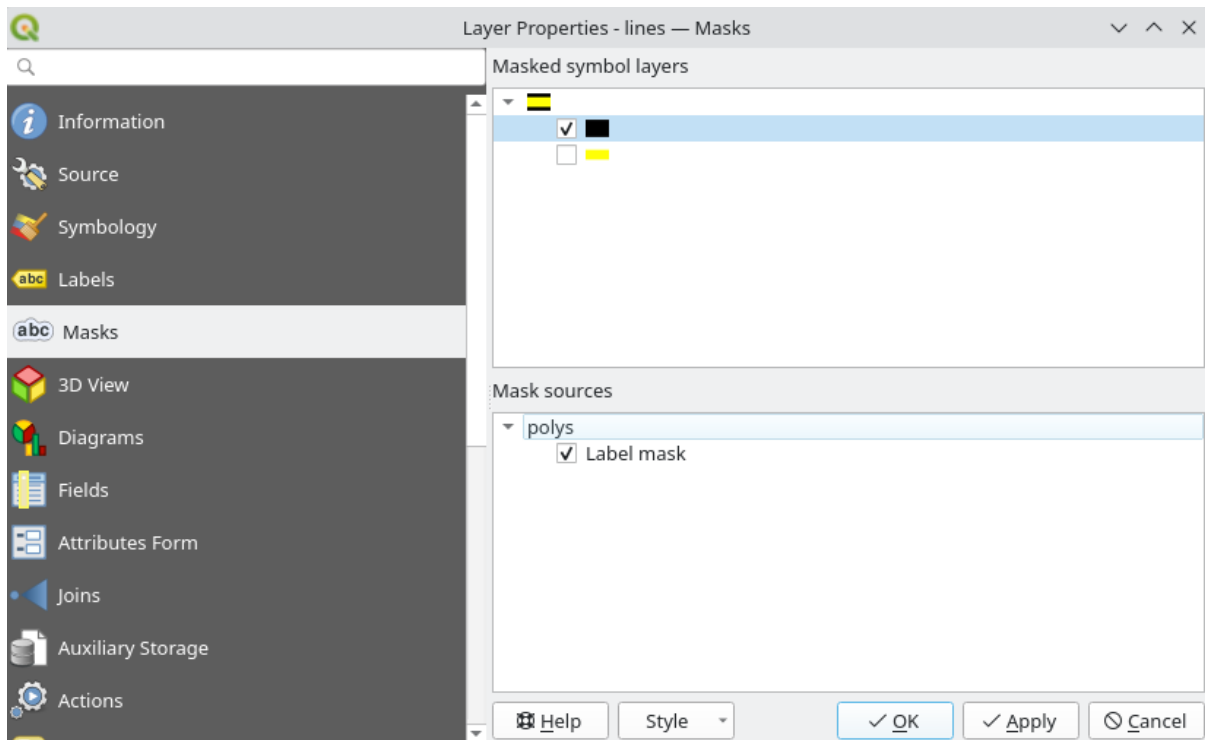 Layer Properties - lines — Masks
Information
Source
Symbology
abc Labels
abc Masks
3D View
Diagrams
Fields
Attributes Form
Joins
Auxiliary Storage
Actions
Masked symbol layers
Mask sources
polys
Label mask
Help Style OK Apply Cancel